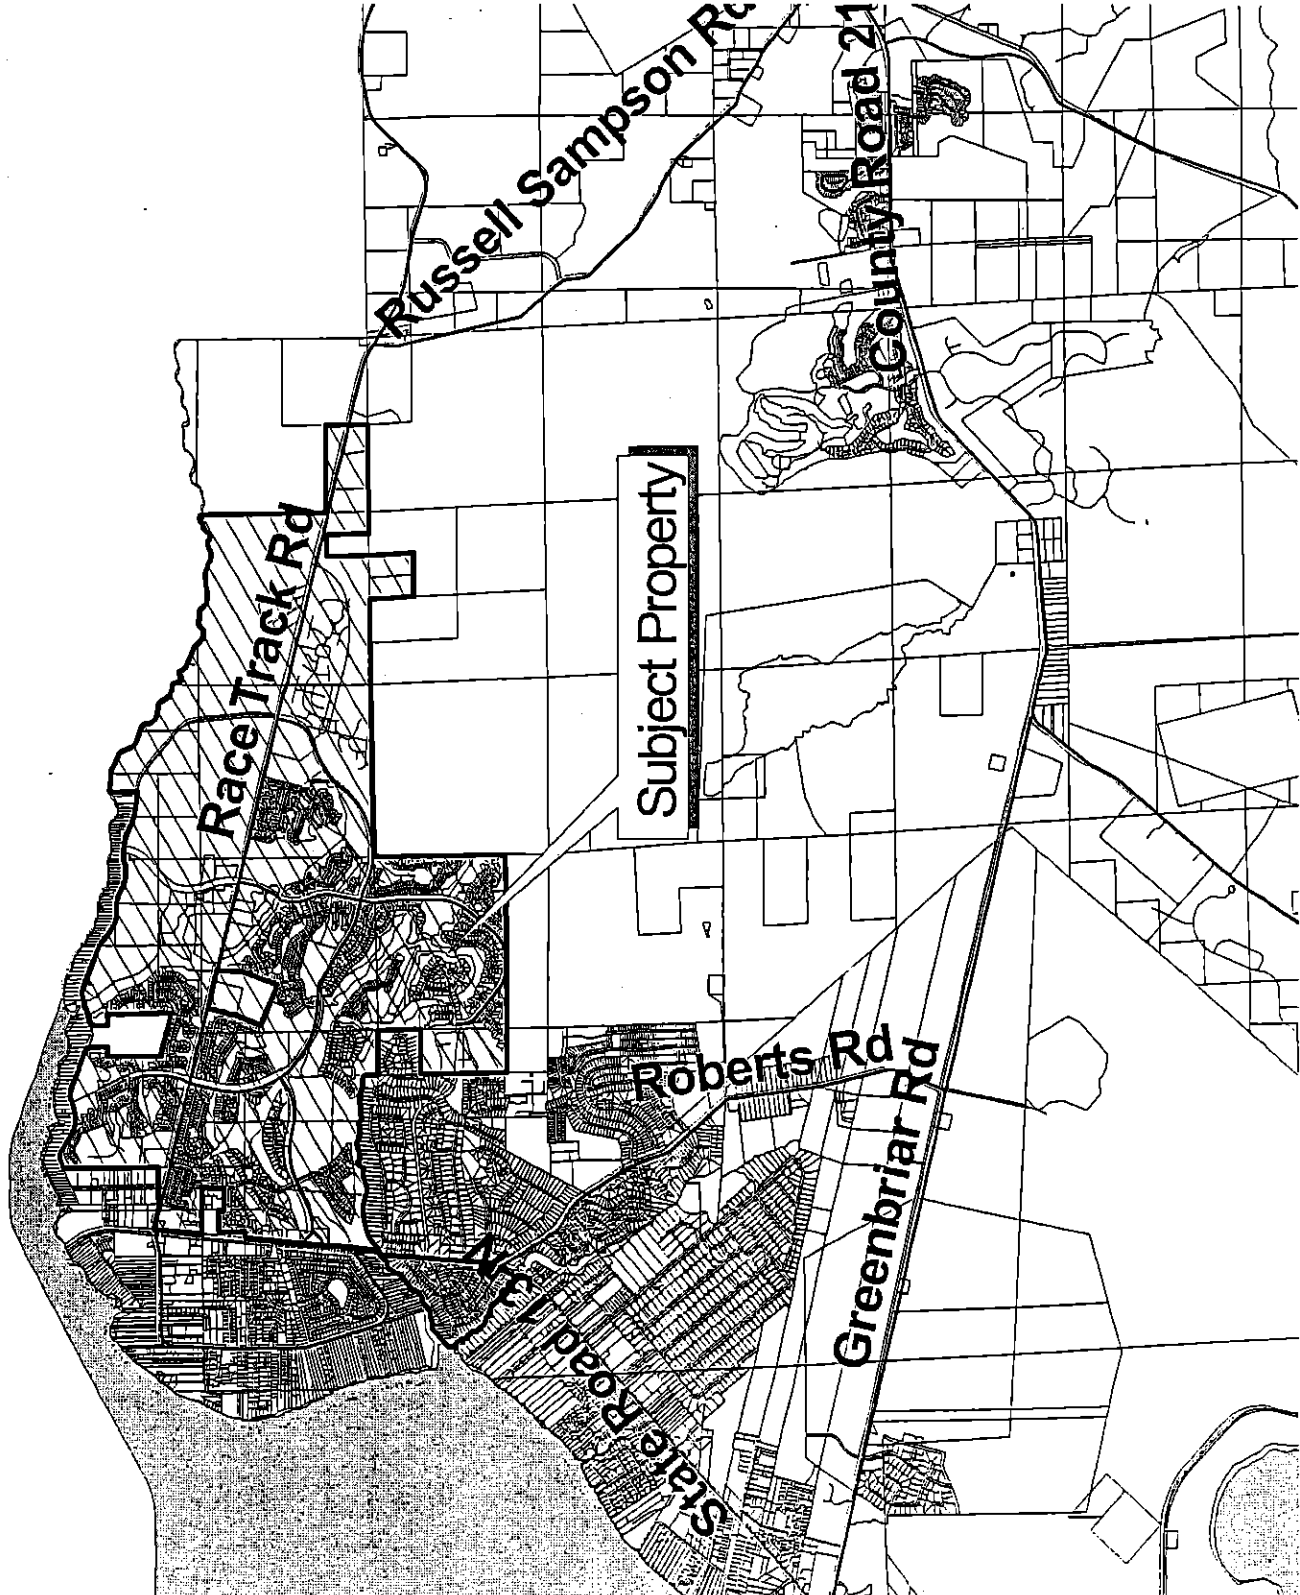 Russell Sampson Rd
County Road 21
Race Track Rd
Subject Property
Roberts Rd
Greenbriar Rd
State Road 13 N